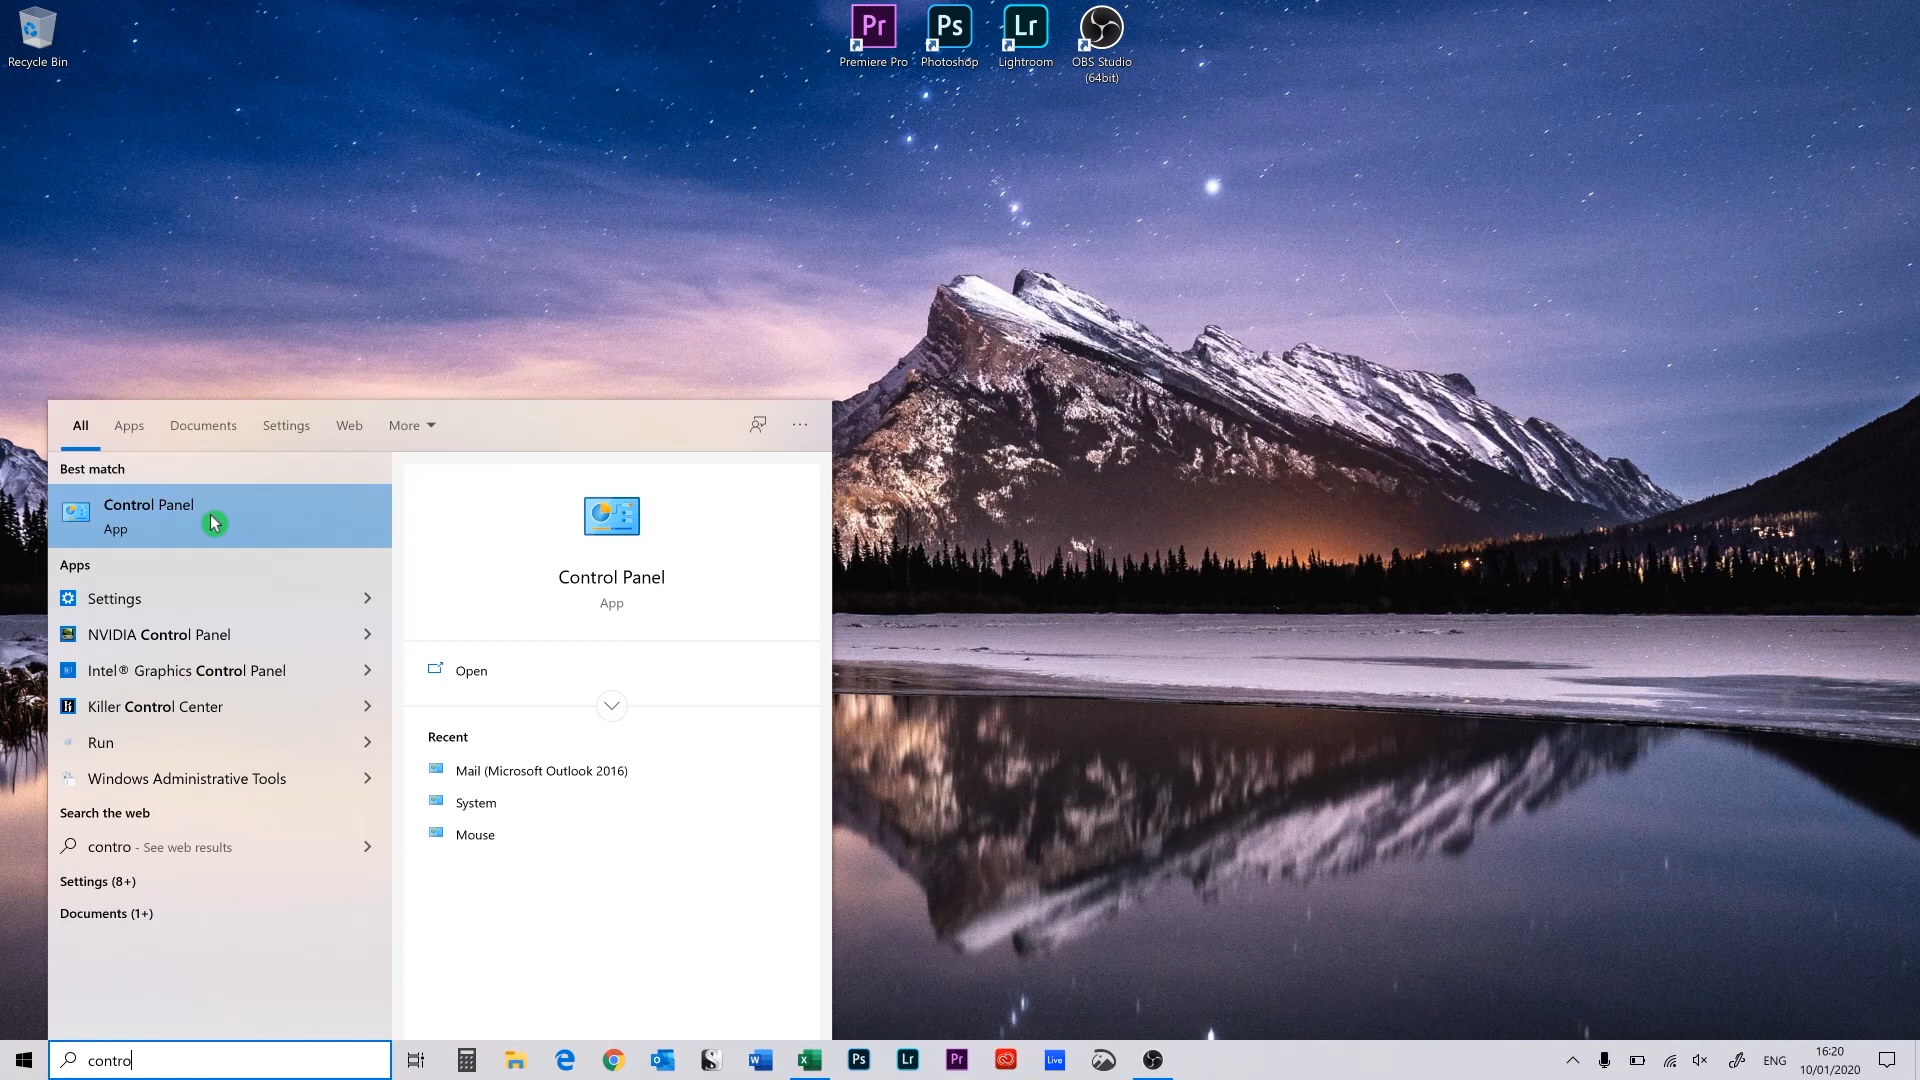 Recycle Bin
Pr
Ps
Lr
Premiere Pro
Photoshop
Lightroom
OBS Studio
(64bit)
All
Apps
Documents
Settings
Web
More
Best match
Control Panel
App
Apps
Settings
NVIDIA Control Panel
Intel® Graphics Control Panel
Killer Control Center
Run
Windows Administrative Tools
Search the web
contro - See web results
Settings (8+)
Documents (1+)
Control Panel
App
Open
Recent
Mail (Microsoft Outlook 2016)
System
Mouse
contro
Ps
Lr
Pr
Live
ENG
16:20
10/01/2020